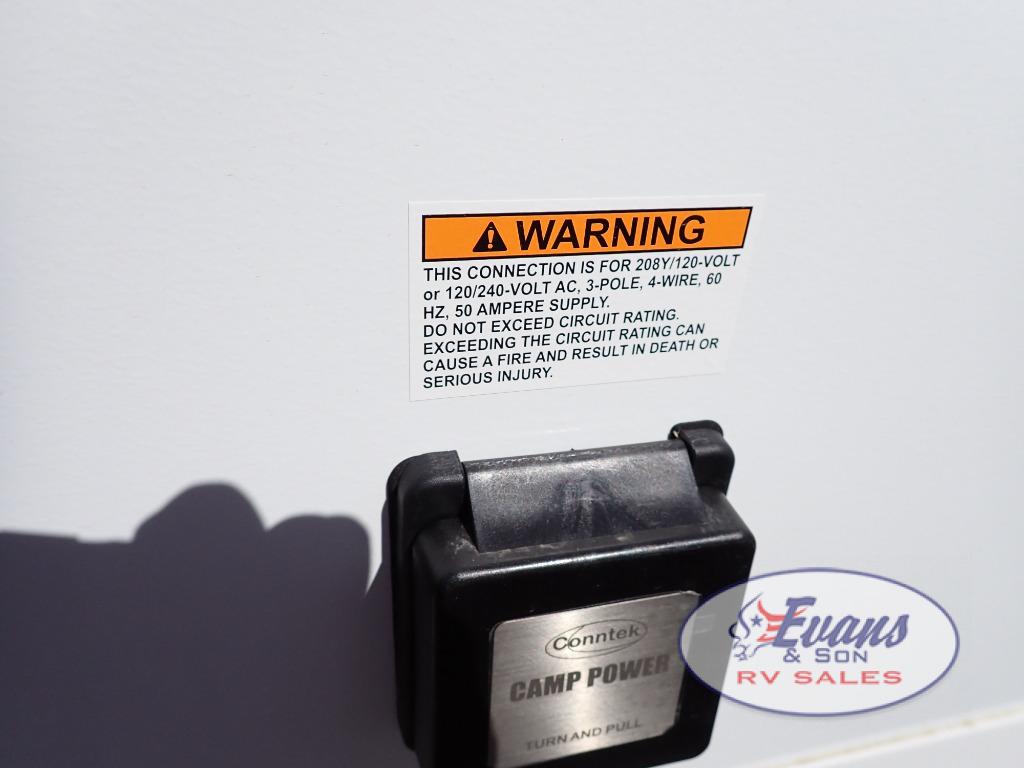 WARNING
THIS CONNECTION IS FOR 208Y/120-VOLT
or 120/240-VOLT AC, 3-POLE, 4-WIRE, 60
HZ, 50 AMPERE SUPPLY.
DO NOT EXCEED CIRCUIT RATING.
EXCEEDING THE CIRCUIT RATING CAN
CAUSE A FIRE AND RESULT IN DEATH OR
SERIOUS INJURY.
Conntek
CAMP POWER
TURN AND PULL
Evans
& SON
RV SALES